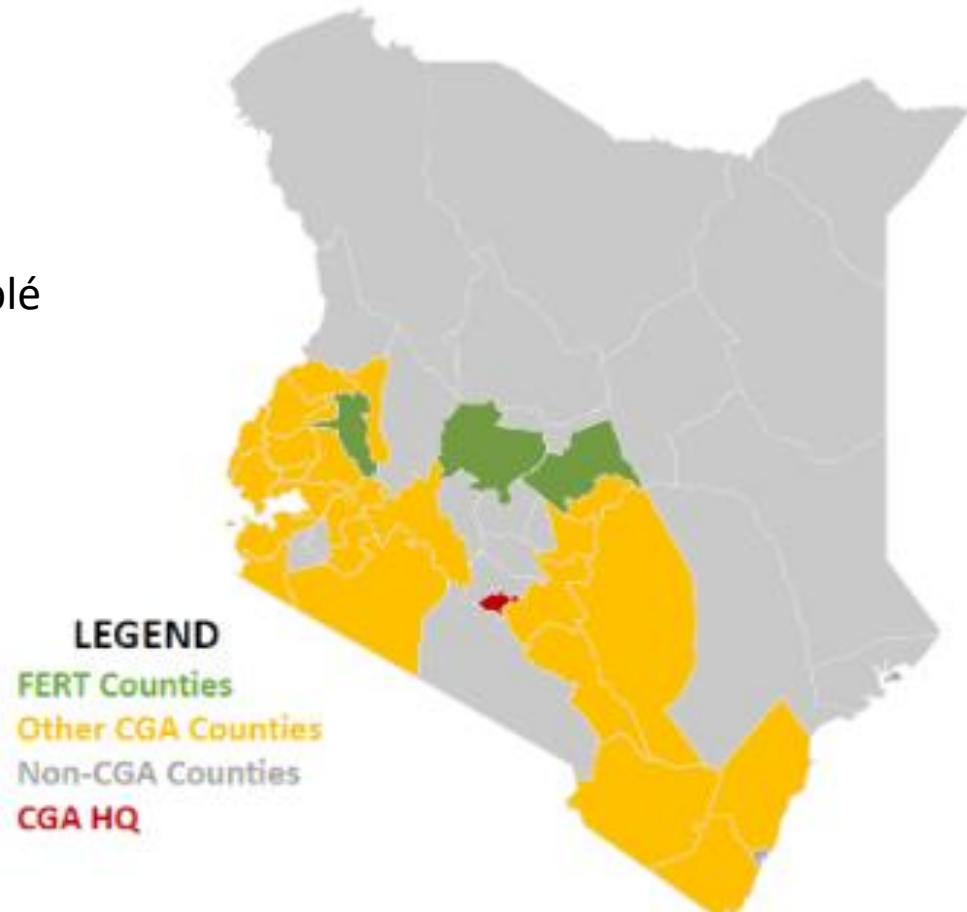 olé
LEGEND
FERT Counties
Other CGA Counties
Non-CGA Counties
CGA HQ